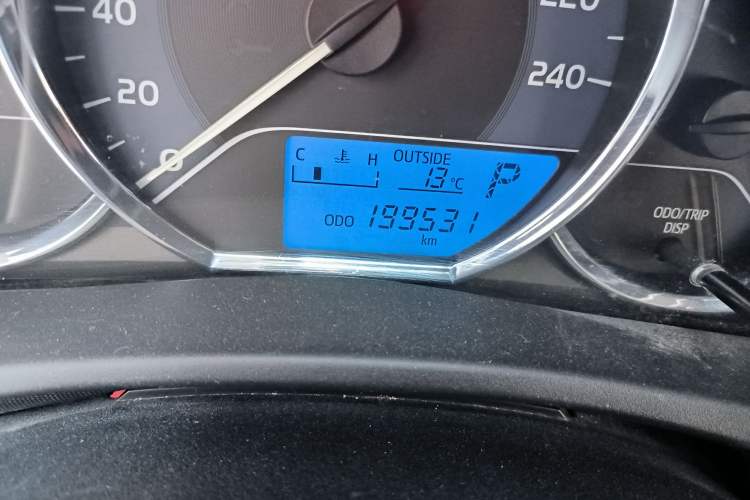 40
20
0
220
240
C H OUTSIDE
13 °C P
ODO 199531
km
ODO/TRIP
DISP